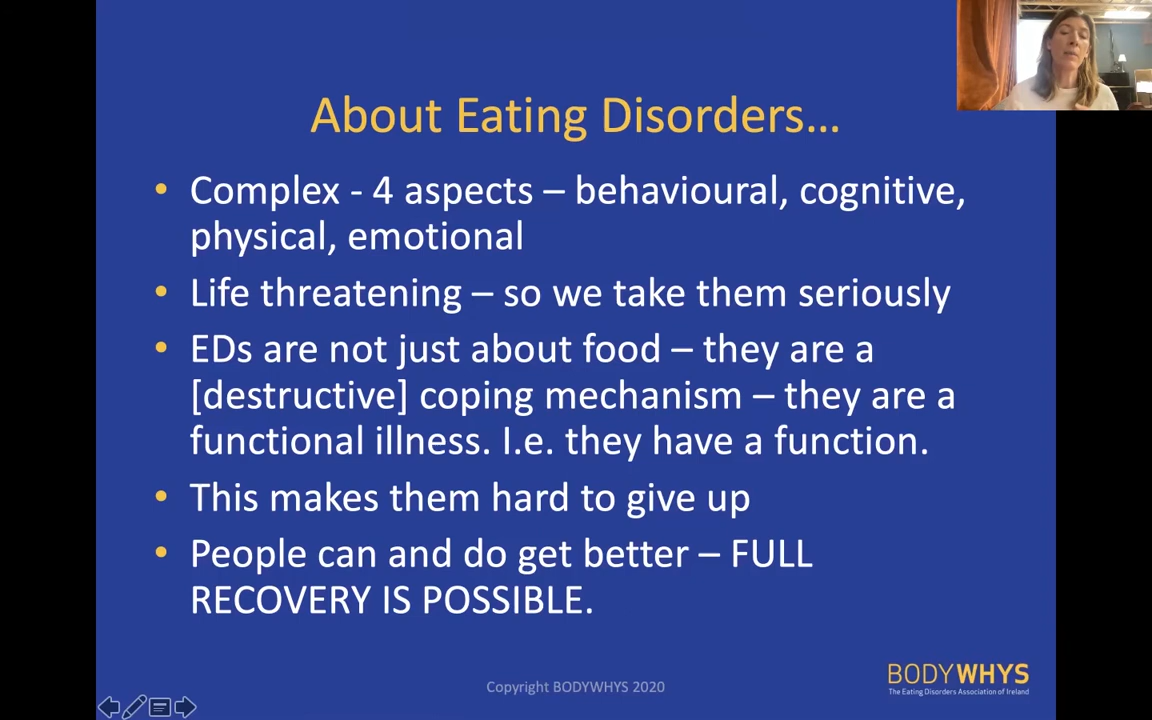 About Eating Disorders...
• Complex - 4 aspects – behavioural, cognitive,
physical, emotional
• Life threatening – so we take them seriously
• EDs are not just about food – they are a
[destructive] coping mechanism – they are a
functional illness. I.e. they have a function.
• This makes them hard to give up
• People can and do get better – FULL
RECOVERY IS POSSIBLE.
Copyright BODYWHYS 2020
BODYWHYS
The Eating Disorders Association of Ireland